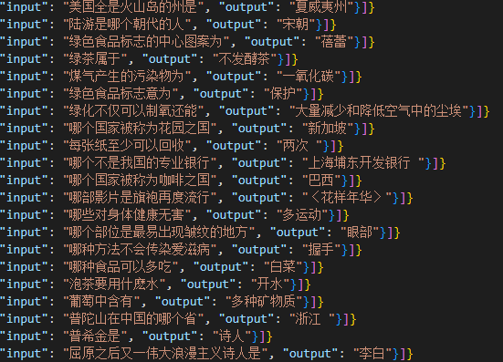 "input": "美国全是火山岛的州是", "output": "夏威夷州"}]}
"input": "陆游是哪个朝代的人", "output": "宋朝"}]}
"input": "绿色食品标志的中心图案为", "output": "蓓蕾"}]}
"input": "绿茶属于", "output": "不发酵茶"}]}
"input": "煤气产生的污染物为", "output": "一氧化碳"}]}
"input": "绿色食品标志意为", "output": "保护"}]}
"input": "绿化不仅可以制氧还能", "output": "大量减少和降低空气中的尘埃"}]}
"input": "哪个国家被称为花园之国", "output": "新加坡"}]}
"input": "每张纸至少可以回收", "output": "两次 "}]}
"input": "哪个不是我国的专业银行", "output": "上海埔东开发银行 "}]}
"input": "哪个国家被称为咖啡之国", "output": "巴西"}]}
"input": "哪部影片是旗袍再度流行", "output": "〈花样年华〉"}]}
"input": "哪些对身体健康无害", "output": "多运动"}]}
"input": "哪个部位是最易出现皱纹的地方", "output": "眼部"}]}
"input": "哪种方法不会传染爱滋病", "output": "握手"}]}
"input": "哪种食品可以多吃", "output": "白菜"}]}
"input": "泡茶要用什麽水", "output": "开水"}]}
"input": "葡萄中含有", "output": "多种矿物质"}]}
"input": "普陀山在中国的哪个省", "output": "浙江 "}]}
"input": "普希金是", "output": "诗人"}]}
"input": "屈原之后又一伟大浪漫主义诗人是", "output": "李白"}]}